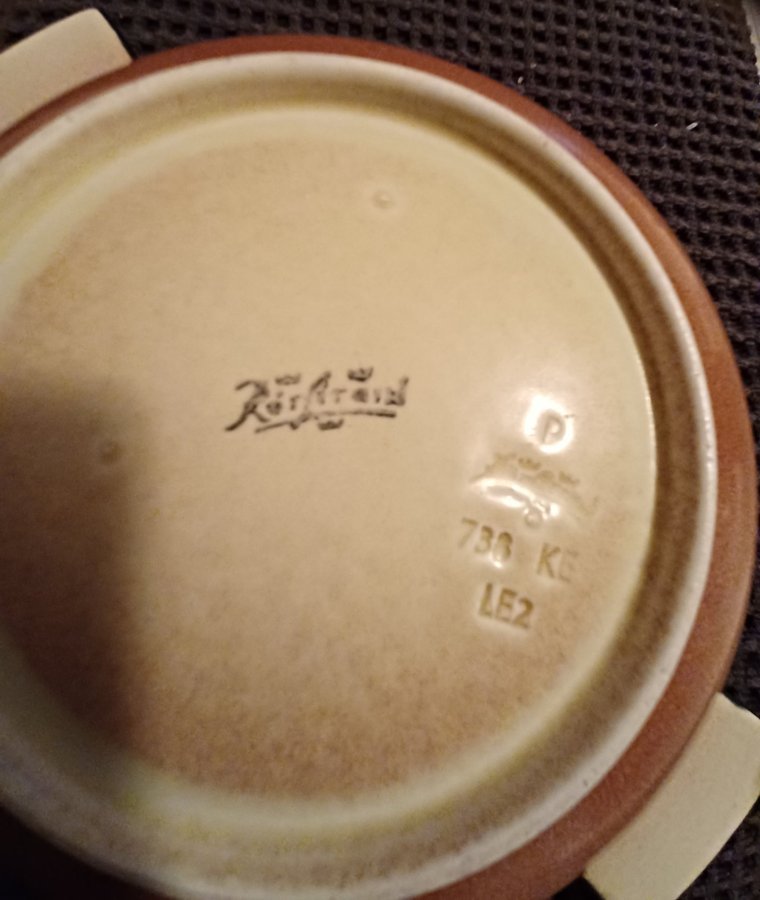 Rörstrand
P
738 KE
LE2